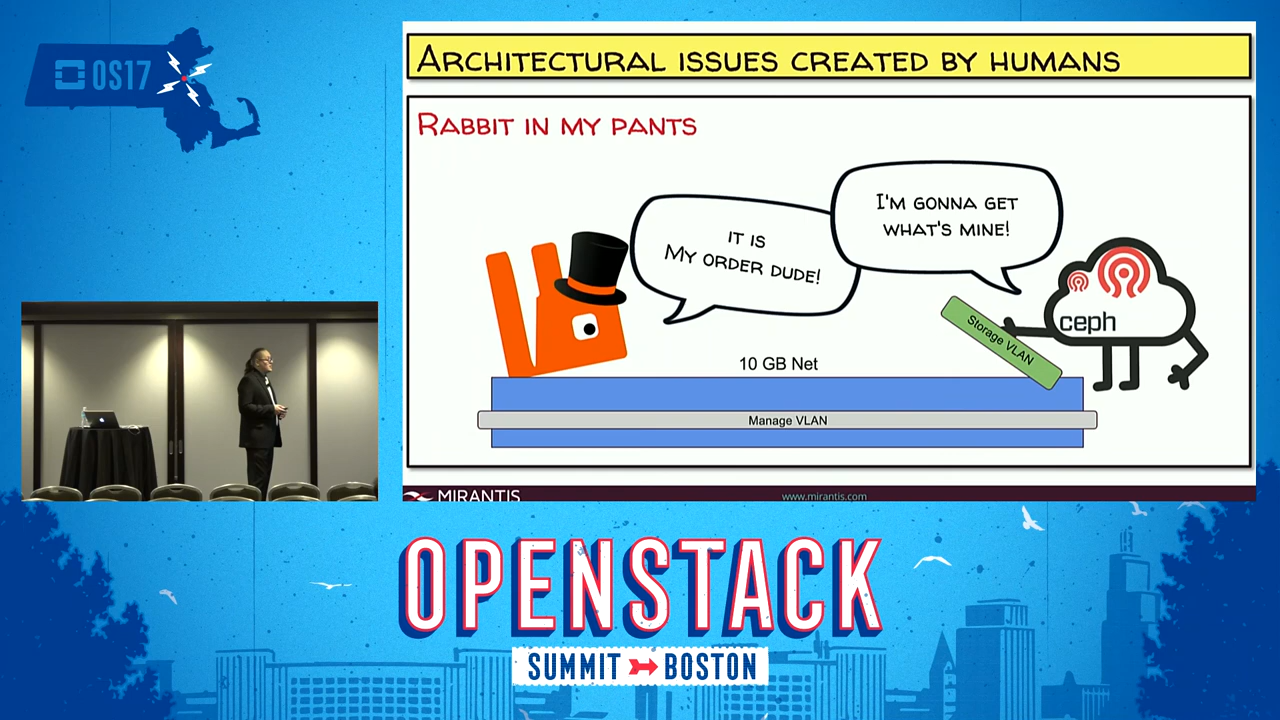 OS17
ARCHITECTURAL ISSUES CREATED BY HUMANS
RABBIT IN MY PANTS
IT IS
MY ORDER DUDE!
I'M GONNA GET
WHAT'S MINE!
ceph
Storage VLAN
10 GB Net
Manage VLAN
MIRANTIS
www.mirantis.com
OPENSTACK
SUMMIT BOSTON